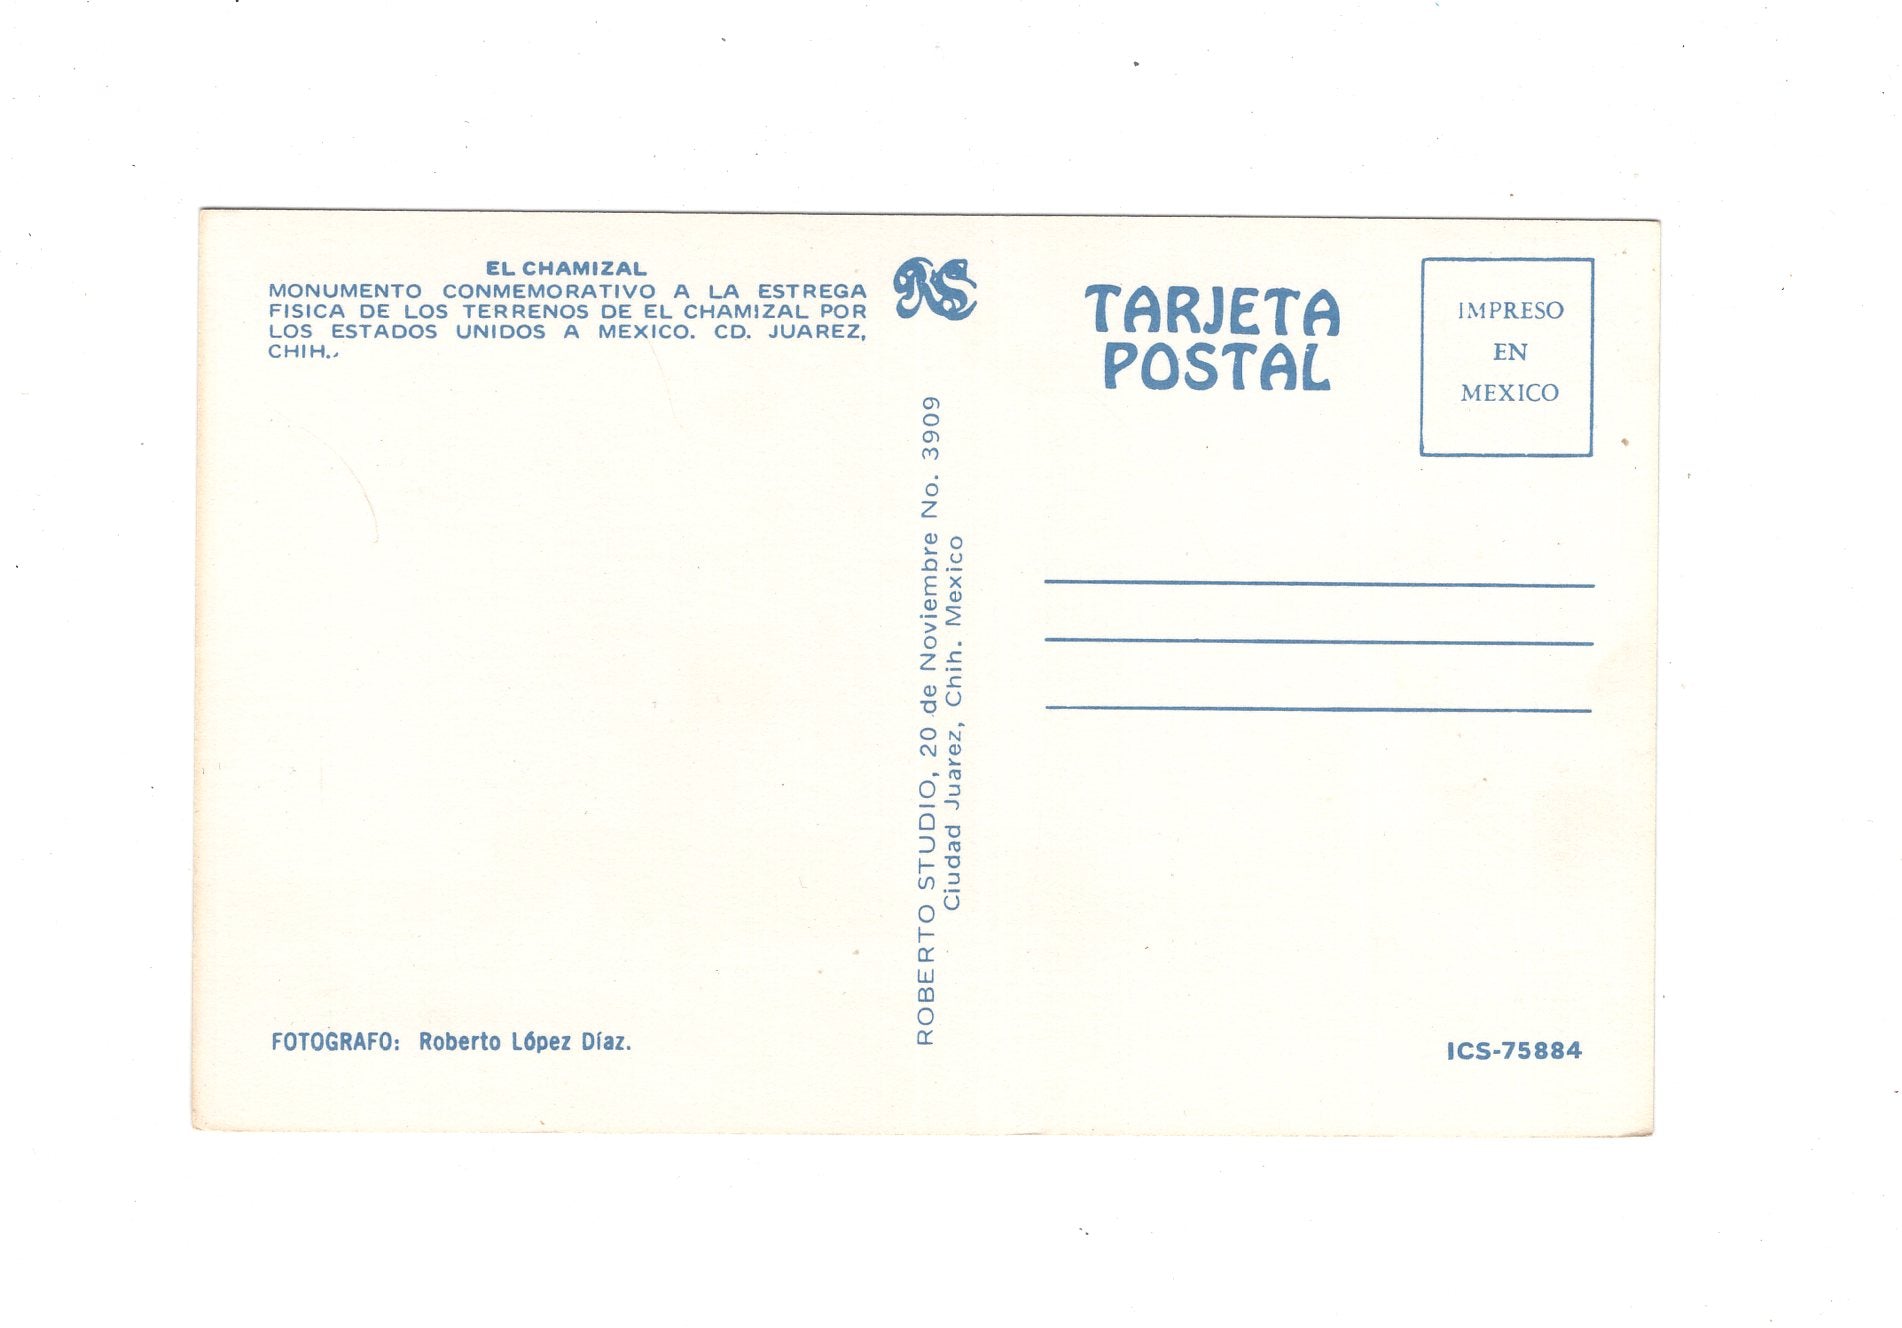 EL CHAMIZAL
MONUMENTO CONMEMORATIVO A LA ESTREGA
FISICA DE LOS TERRENOS DE EL CHAMIZAL POR
LOS ESTADOS UNIDOS A MEXICO. CD. JUAREZ,
CHIH.,
FOTOGRAFO: Roberto López Díaz.
RS
ROBERTO STUDIO, 20 de Noviembre No. 3909
Ciudad Juarez, Chih. Mexico
TARJETA
POSTAL
IMPRESO
EN
MEXICO
ICS-75884